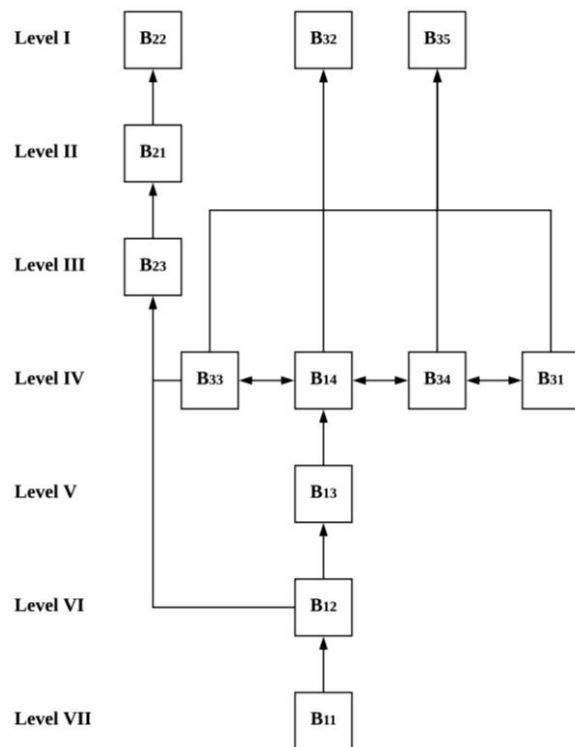 Level I B22 B32 B35
Level II B21
Level III B23
Level IV B33 B14 B34 B31
Level V B13
Level VI B12
Level VII B11